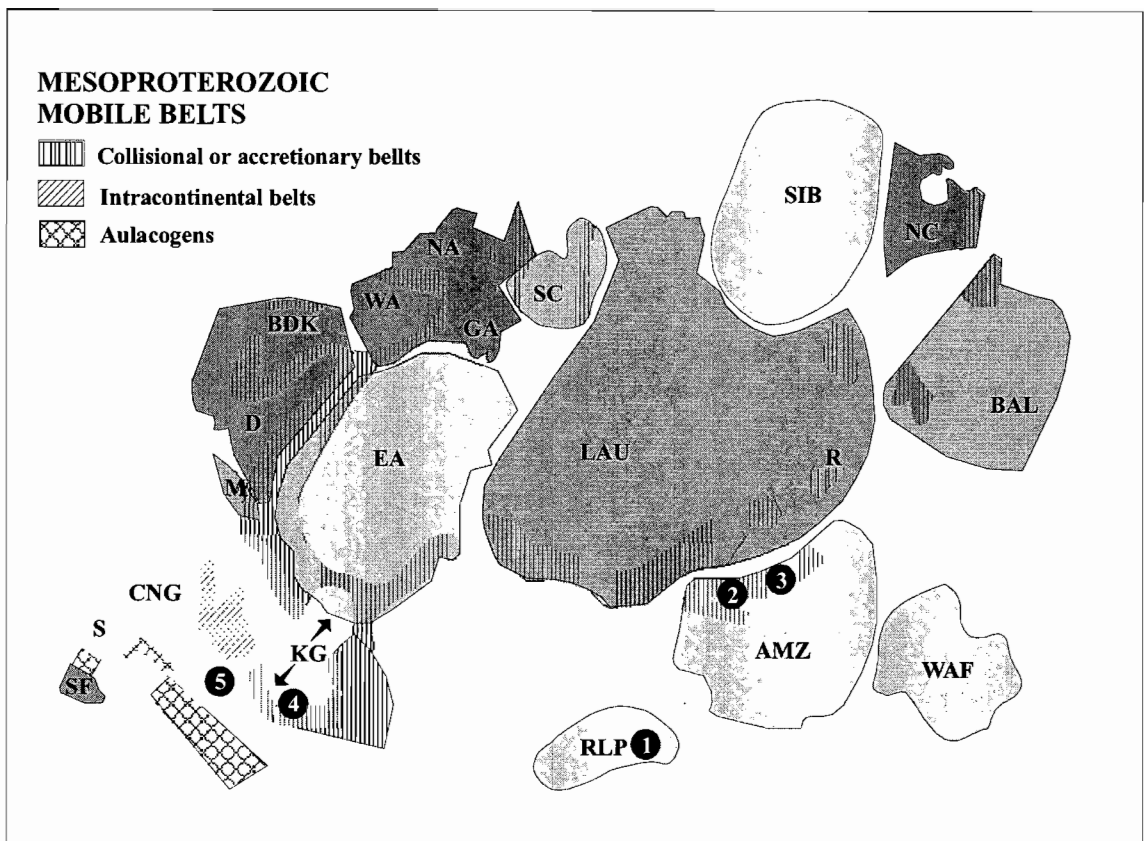 MESOPROTEROZOIC
MOBILE BELTS
Collisional or accretionary bellts
Intracontinental belts
Aulacogens
SIB
NC
NA
SC
WA
GA
BDK
BAL
D
EA
LAU
R
M
CNG
2
3
S
KG
AMZ
WAF
SF
5
4
RLP 1